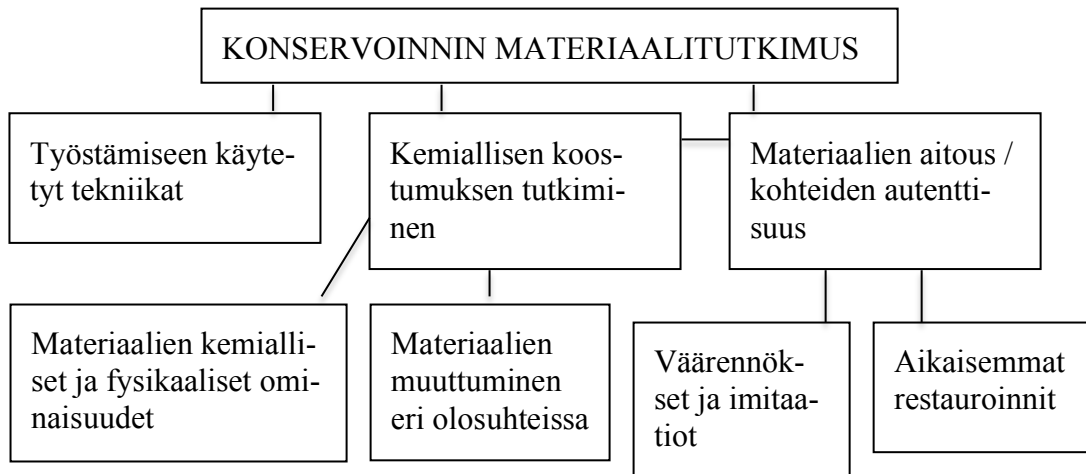 KONSERVOINNIN MATERIAALITUTKIMUS
Työstämiseen käyte-
tyt tekniikat
Kemiallisen koos-
tumuksen tutkimi-
nen
Materiaalien aitous /
kohteiden autentti-
suus
Materiaalien kemialli-
set ja fysikaaliset omi-
naisuudet
Materiaalien
muuttuminen
eri olosuhteissa
Väärennök-
set ja imitaa-
tiot
Aikaisemmat
restauroinnit